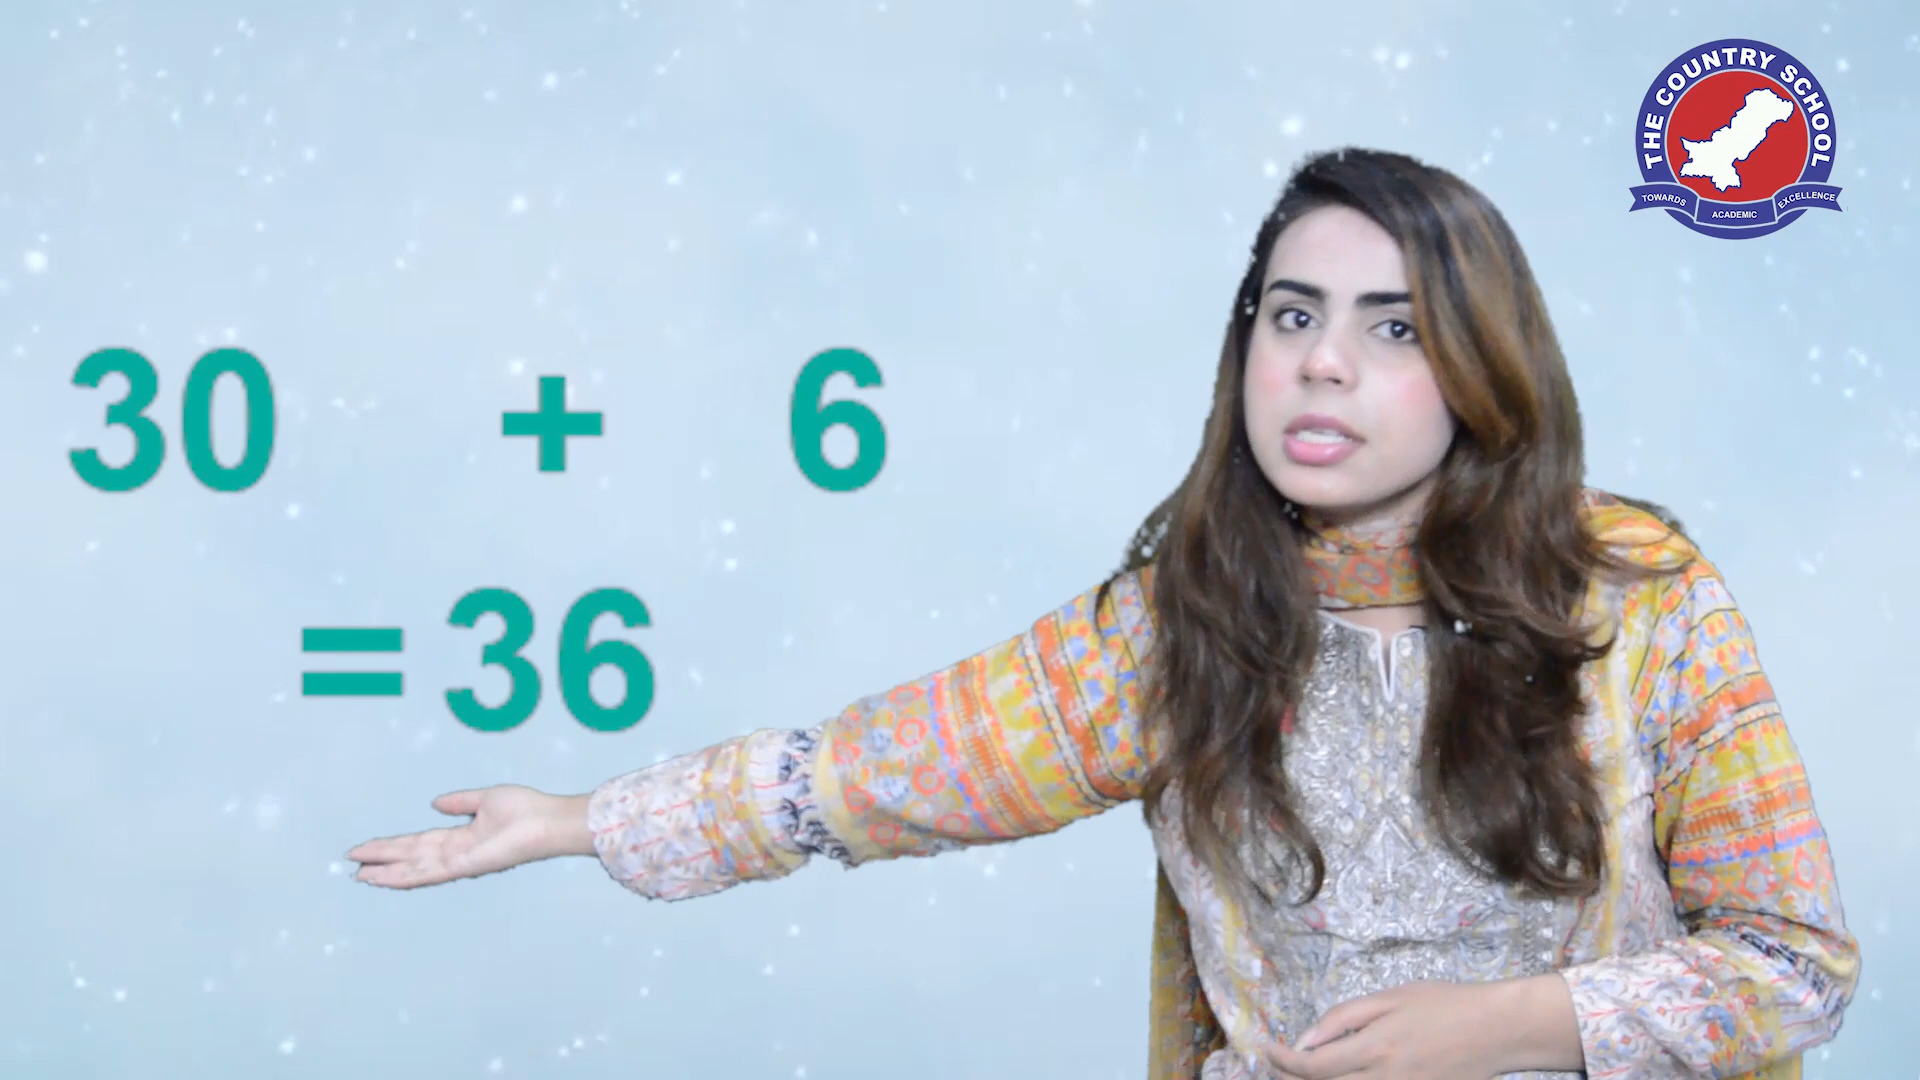 THE COUNTRY SCHOOL
TOWARDS ACADEMIC EXCELLENCE
30 + 6
= 36